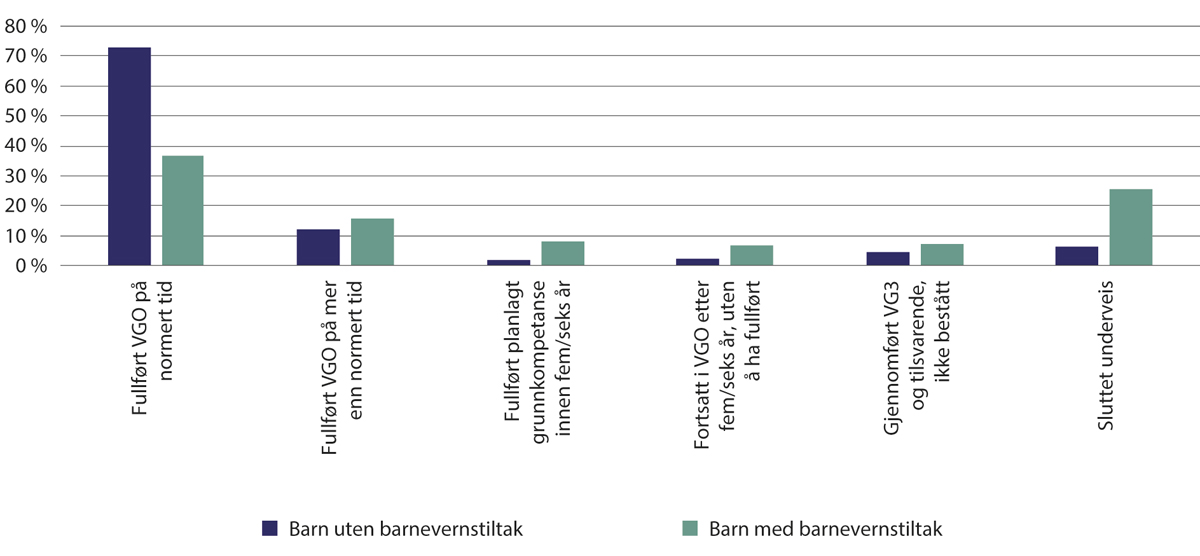 80 %
70 %
60 %
50 %
40 %
30 %
20 %
10 %
0 %
Fullført VGO på
normert tid
Fullført VGO på mer
enn normert tid
Fullført planlagt
grunnkompetanse
innen fem/seks år
Fortsatt i VGO etter
fem/seks år, uten
å ha fullført
Gjennomført VG3
og tilsvarende,
ikke bestått
Sluttet underveis
Barn uten barnevernstiltak
Barn med barnevernstiltak